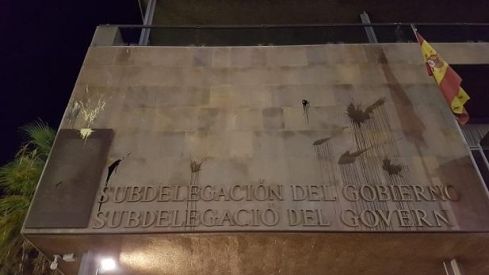 SUBDELEGACIÓN DEL GOBIERNO
SUBDELEGACIÓ DEL GOVERN